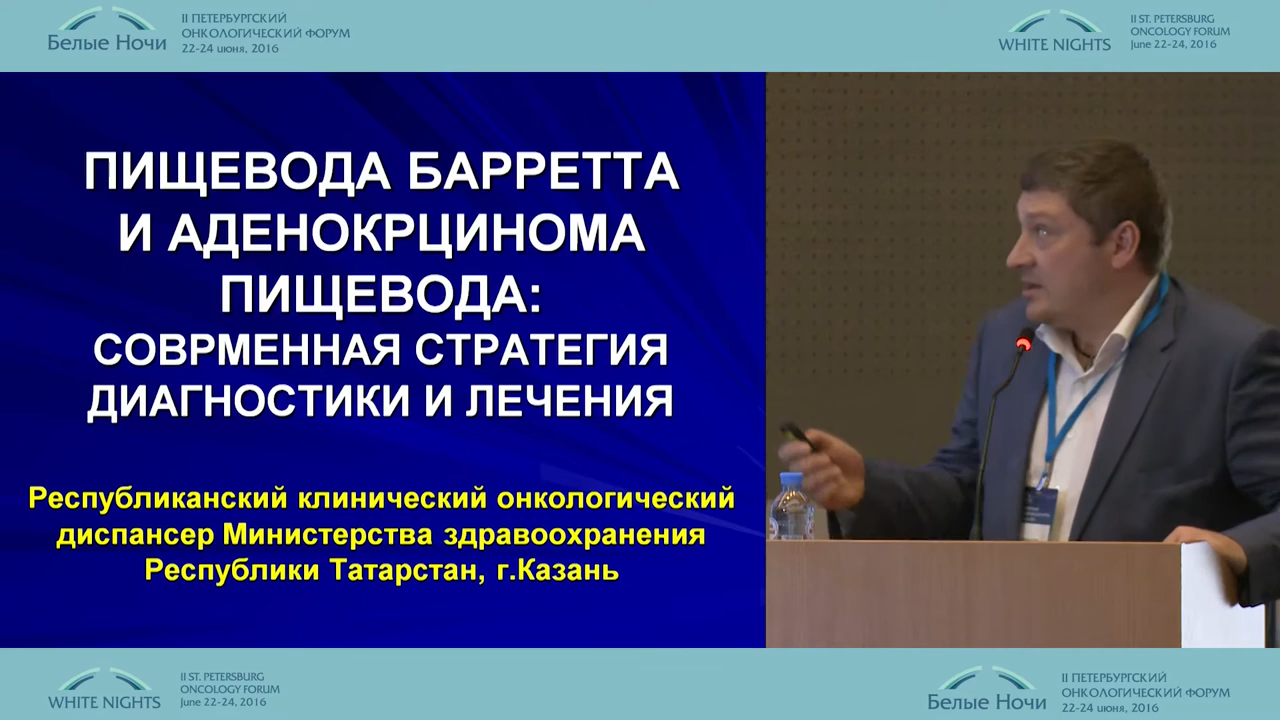 Белые Ночи
II ПЕТЕРБУРГСКИЙ
ОНКОЛОГИЧЕСКИЙ ФОРУМ
22-24 июня, 2016
WHITE NIGHTS
II ST. PETERSBURG
ONCOLOGY FORUM
June 22-24, 2016
ПИЩЕВОДА БАРРЕТТА
И АДЕНОКРЦИНОМА
ПИЩЕВОДА:
СОВРМЕННАЯ СТРАТЕГИЯ
ДИАГНОСТИКИ И ЛЕЧЕНИЯ
Республиканский клинический онкологический
диспансер Министерства здравоохранения
Республики Татарстан, г.Казань
WHITE NIGHTS
II ST. PETERSBURG
ONCOLOGY FORUM
June 22-24, 2016
Белые Ночи
II ПЕТЕРБУРГСКИЙ
ОНКОЛОГИЧЕСКИЙ ФОРУМ
22-24 июня, 2016